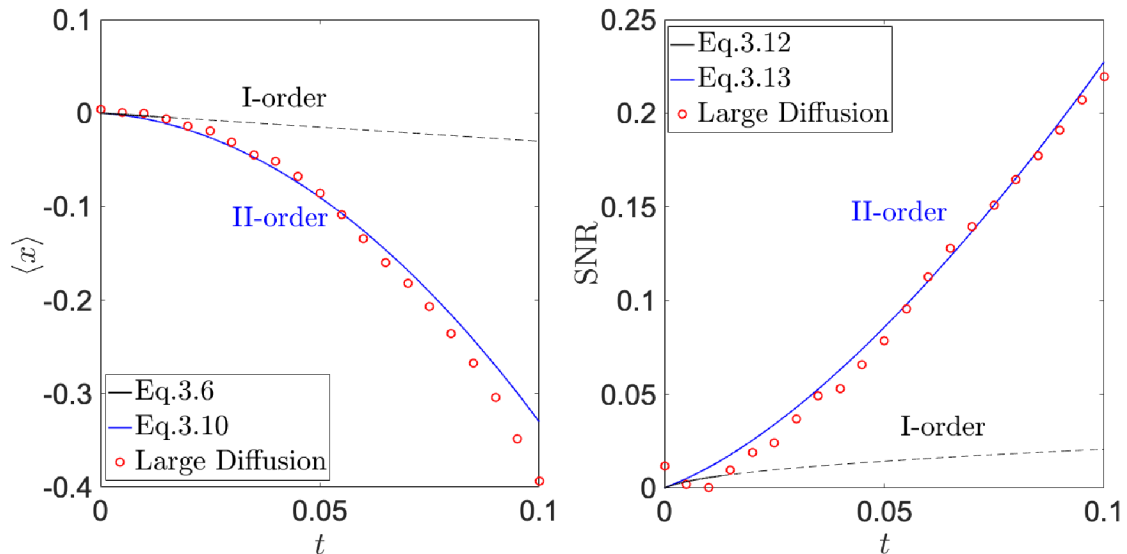 0.1
0
-0.1
-0.2
-0.3
-0.4
⟨x⟩
I-order
II-order
Eq.3.6
Eq.3.10
Large Diffusion
0
0.05
0.1
t
0.25
0.2
0.15
0.1
0.05
0
SNR
Eq.3.12
Eq.3.13
Large Diffusion
II-order
I-order
0
0.05
0.1
t